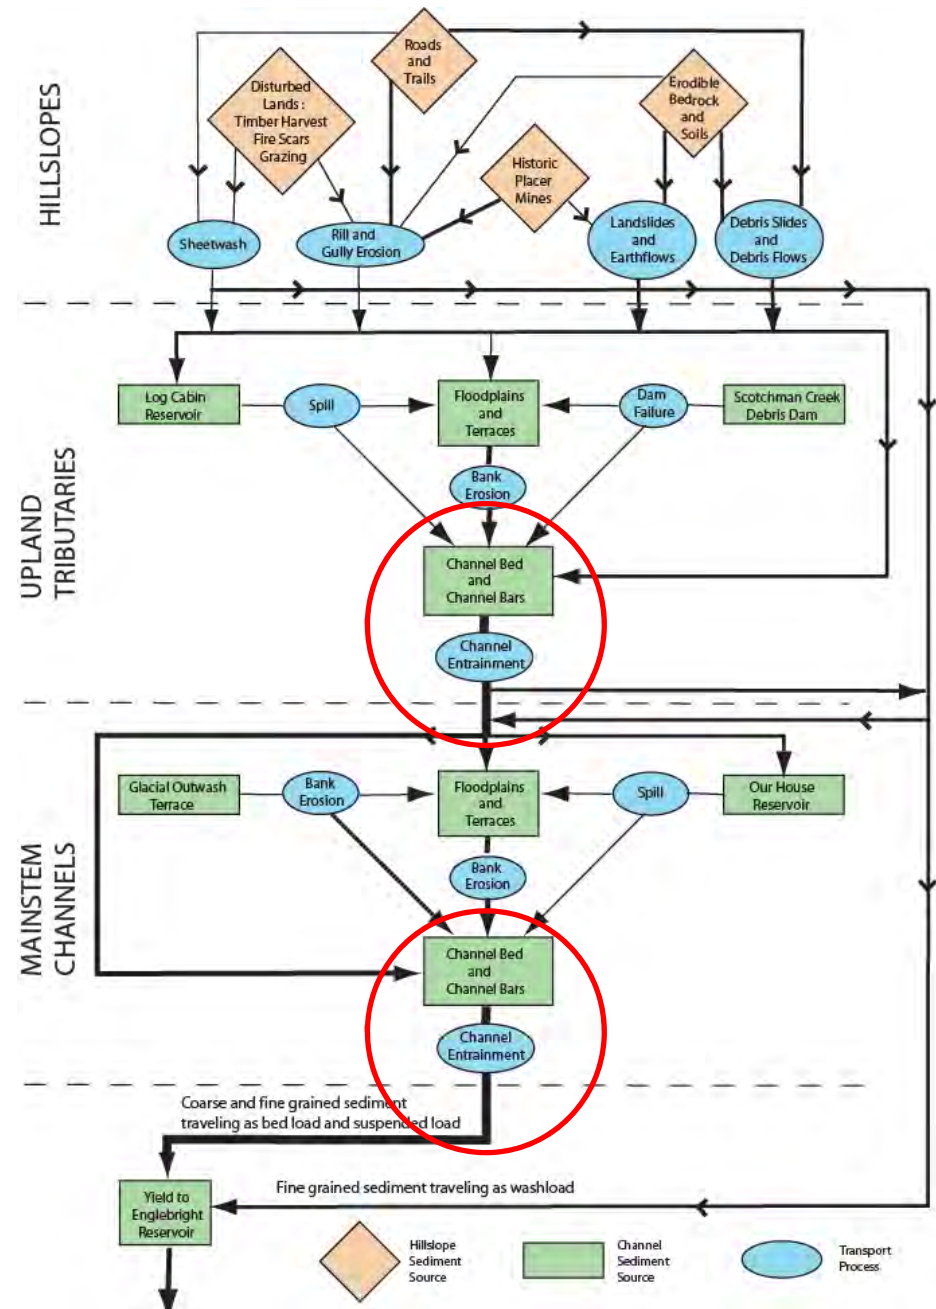 HILLSLOPES
Roads
and
Trails
Disturbed
Lands :
Timber Harvest
Fire Scars
Grazing
Erodible
Bedrock
and
Soils
Historic
Placer
Mines
Sheetwash
Rill and
Gully Erosion
Landslides
and
Earthflows
Debris Slides
and
Debris Flows
UPLAND
TRIBUTARIES
Log Cabin
Reservoir
Spill
Floodplains
and
Terraces
Dam
Failure
Scotchman Creek
Debris Dam
Bank
Erosion
Channel Bed
and
Channel Bars
Channel
Entrainment
MAINSTEM
CHANNELS
Glacial Outwash
Terrace
Bank
Erosion
Floodplains
and
Terraces
Spill
Our House
Reservoir
Bank
Erosion
Channel Bed
and
Channel Bars
Channel
Entrainment
Coarse and fine grained sediment
traveling as bed load and suspended load
Yield to
Englebright
Reservoir
Fine grained sediment traveling as washload
Hillslope
Sediment
Source
Channel
Sediment
Source
Transport
Process